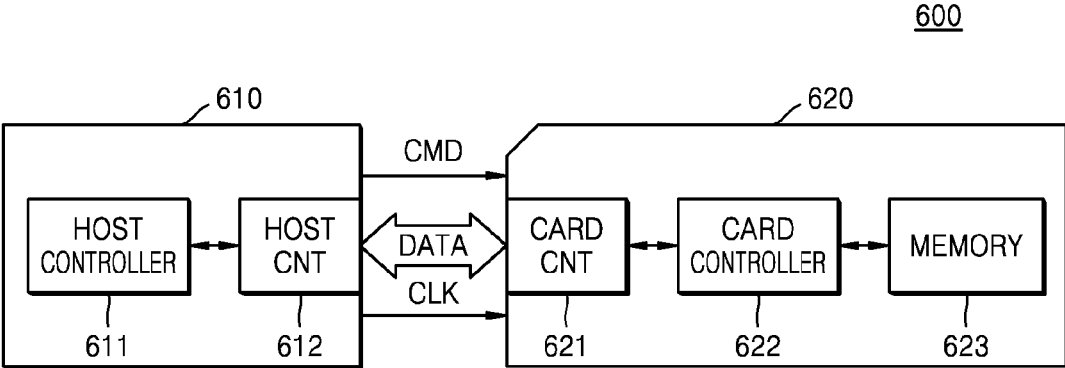 600
610
620
CMD
HOST
CONTROLLER
HOST
CNT
DATA
CARD
CNT
CARD
CONTROLLER
MEMORY
CLK
611
612
621
622
623